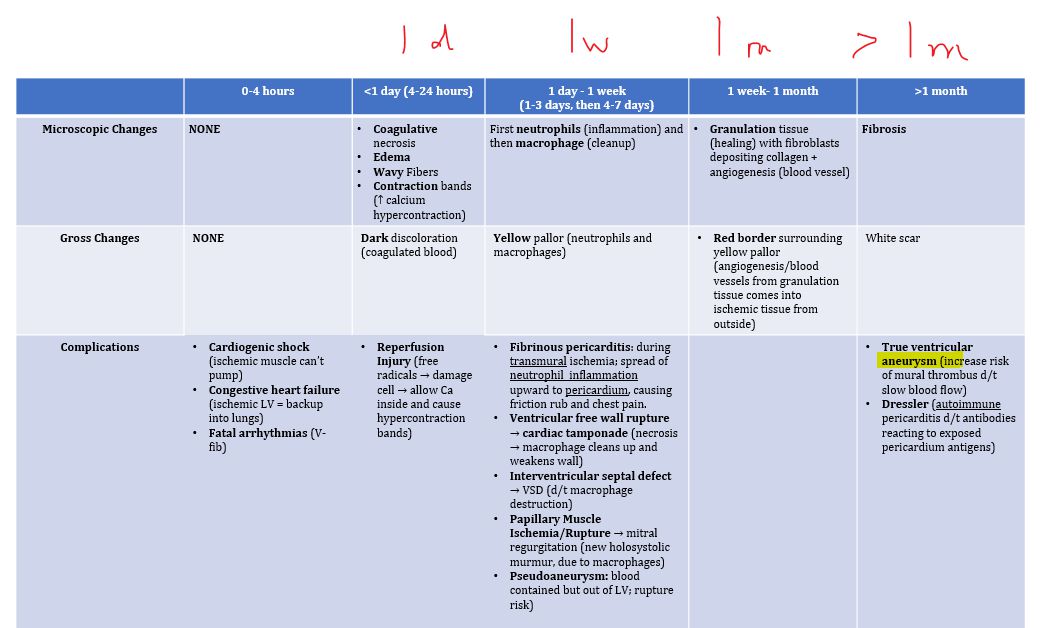 1 d
1w
1 m
> 1 m
0-4 hours
<1 day (4-24 hours)
1 day - 1 week
(1-3 days, then 4-7 days)
1 week- 1 month
>1 month
Microscopic Changes
NONE
• Coagulative
necrosis
• Edema
• Wavy Fibers
• Contraction bands
(↑ calcium
hypercontraction)
First neutrophils (inflammation) and
then macrophage (cleanup)
• Granulation tissue
(healing) with fibroblasts
depositing collagen +
angiogenesis (blood vessel)
Fibrosis
Gross Changes
NONE
Dark discoloration
(coagulated blood)
Yellow pallor (neutrophils and
macrophages)
• Red border surrounding
yellow pallor
(angiogenesis/blood
vessels from granulation
tissue comes into
ischemic tissue from
outside)
White scar
Complications
• Cardiogenic shock
(ischemic muscle can't
pump)
• Congestive heart failure
(ischemic LV = backup
into lungs)
• Fatal arrhythmias (V-
fib)
• Reperfusion
Injury (free
radicals → damage
cell → allow Ca
inside and cause
hypercontraction
bands)
• Fibrinous pericarditis: during
transmural ischemia; spread of
neutrophil inflammation
upward to pericardium, causing
friction rub and chest pain.
• Ventricular free wall rupture
→ cardiac tamponade (necrosis
→ macrophage cleans up and
weakens wall)
• Interventricular septal defect
→ VSD (d/t macrophage
destruction)
• Papillary Muscle
Ischemia/Rupture → mitral
regurgitation (new holosystolic
murmur, due to macrophages)
• Pseudoaneurysm: blood
contained but out of LV; rupture
risk)
• True ventricular
aneurysm (increase risk
of mural thrombus d/t
slow blood flow)
• Dressler (autoimmune
pericarditis d/t antibodies
reacting to exposed
pericardium antigens)